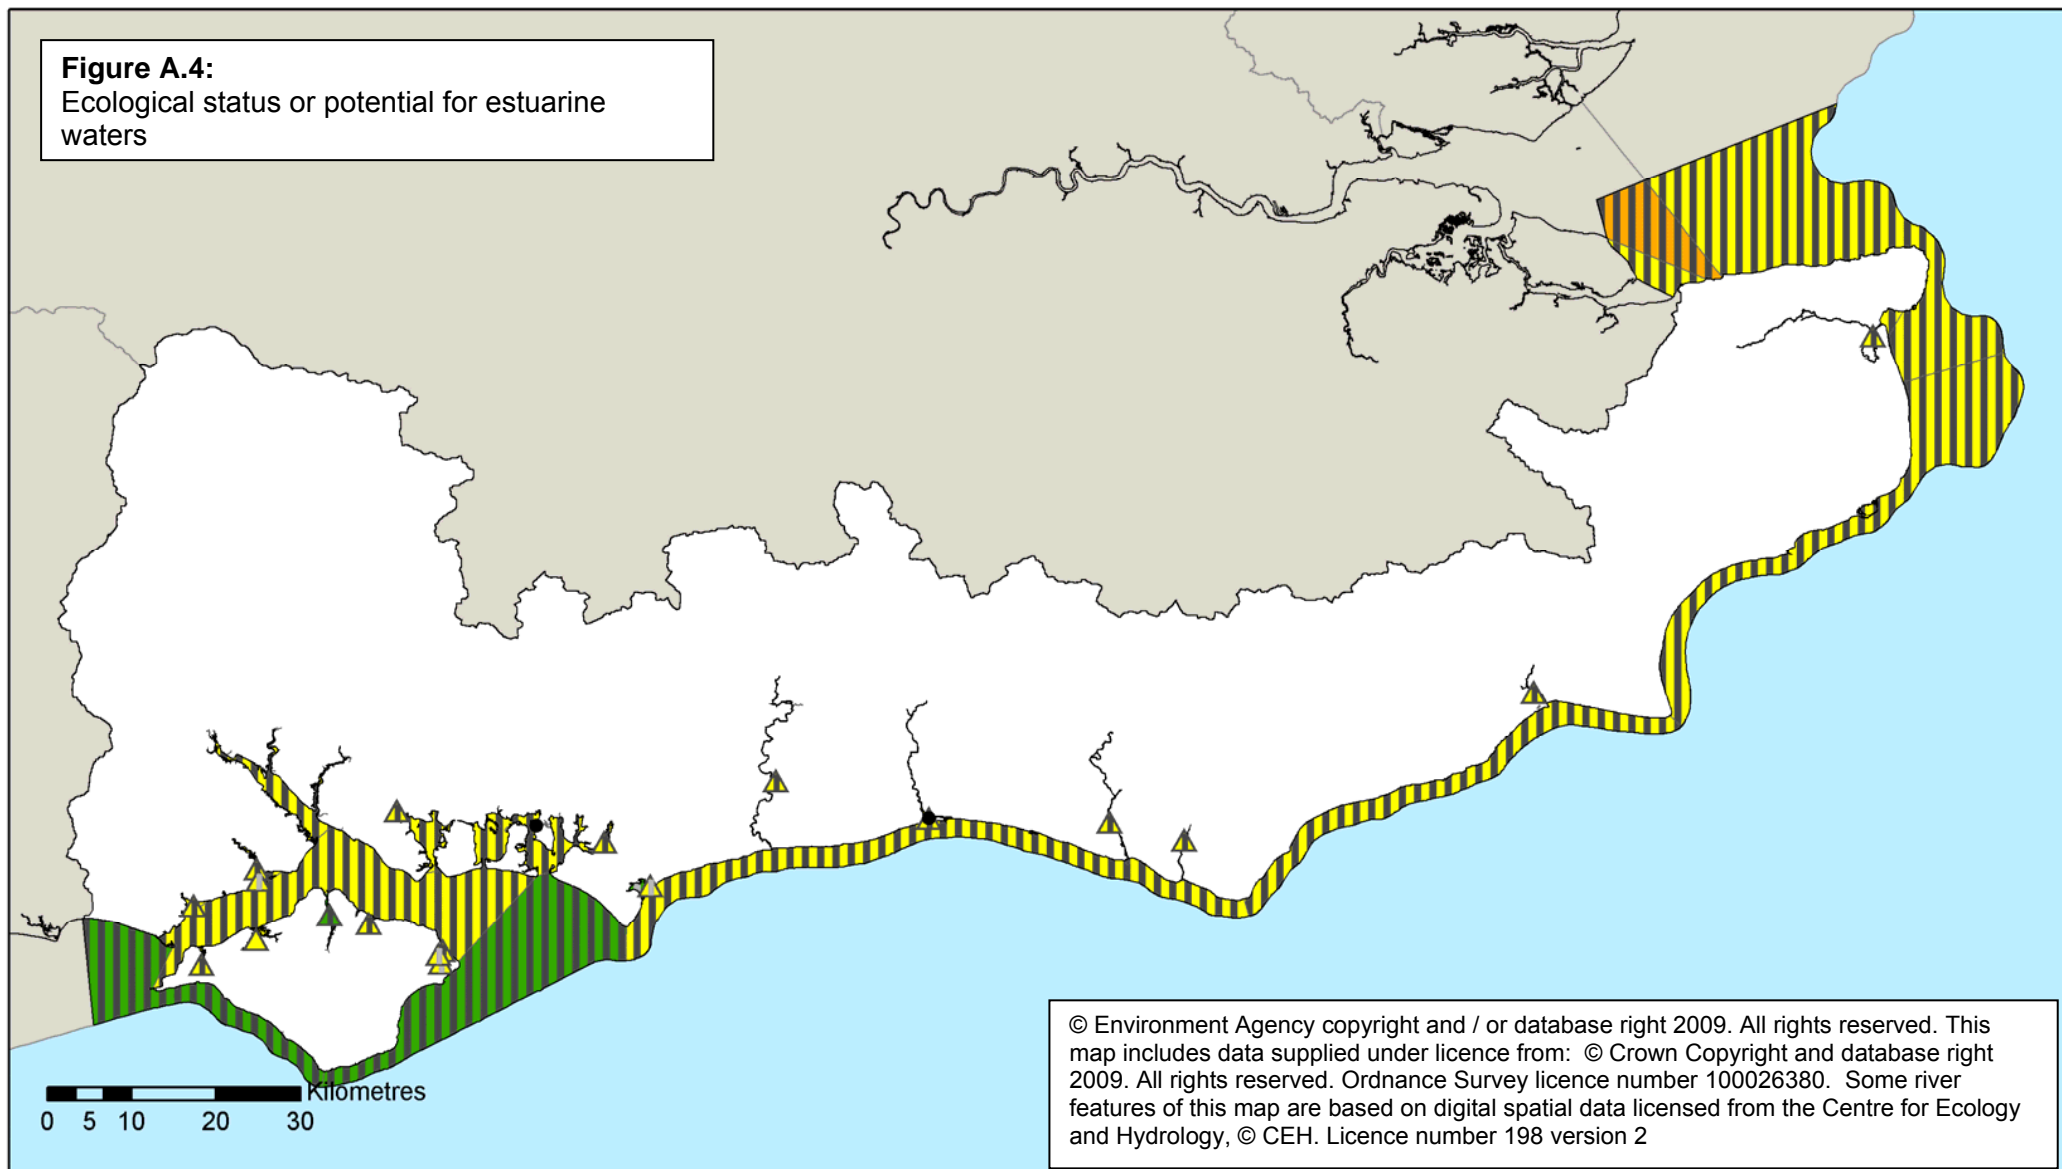 Figure A.4:
Ecological status or potential for estuarine
waters
Kilometres
0 5 10 20 30
© Environment Agency copyright and / or database right 2009. All rights reserved. This
map includes data supplied under licence from: © Crown Copyright and database right
2009. All rights reserved. Ordnance Survey licence number 100026380. Some river
features of this map are based on digital spatial data licensed from the Centre for Ecology
and Hydrology, © CEH. Licence number 198 version 2